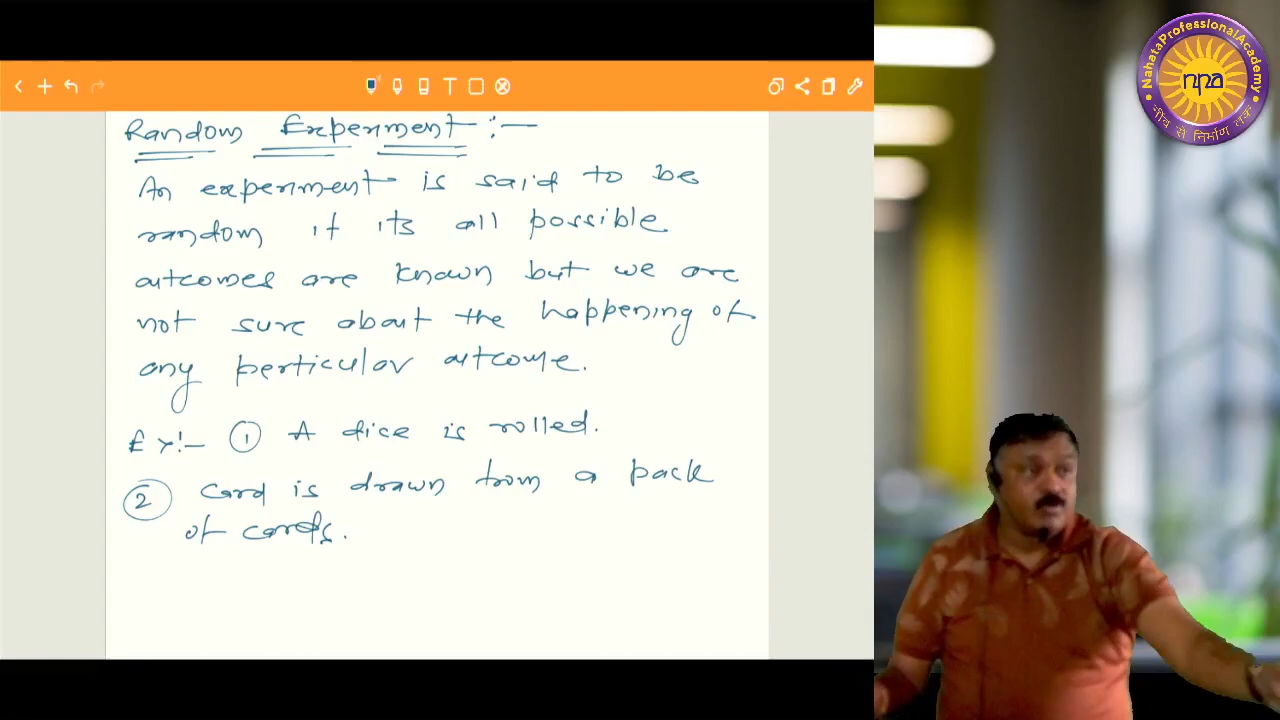 Random Experiment :-
An experiment is said to be
random if its all possible
outcomes are known but we are
not sure about the happening of
any perticular outcome.
Ex:- ① A dice is rolled.
② Card is drawn from a pack
of cards.
NahataProfessionalAcademy
npa
नींव से निर्माण तक